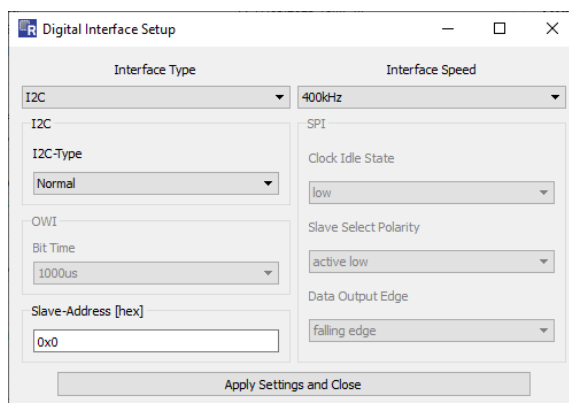 Digital Interface Setup
Interface Type
Interface Speed
I2C
400kHz
I2C
I2C-Type
Normal
OWI
Bit Time
1000us
Slave-Address [hex]
0x0
SPI
Clock Idle State
low
Slave Select Polarity
active low
Data Output Edge
falling edge
Apply Settings and Close